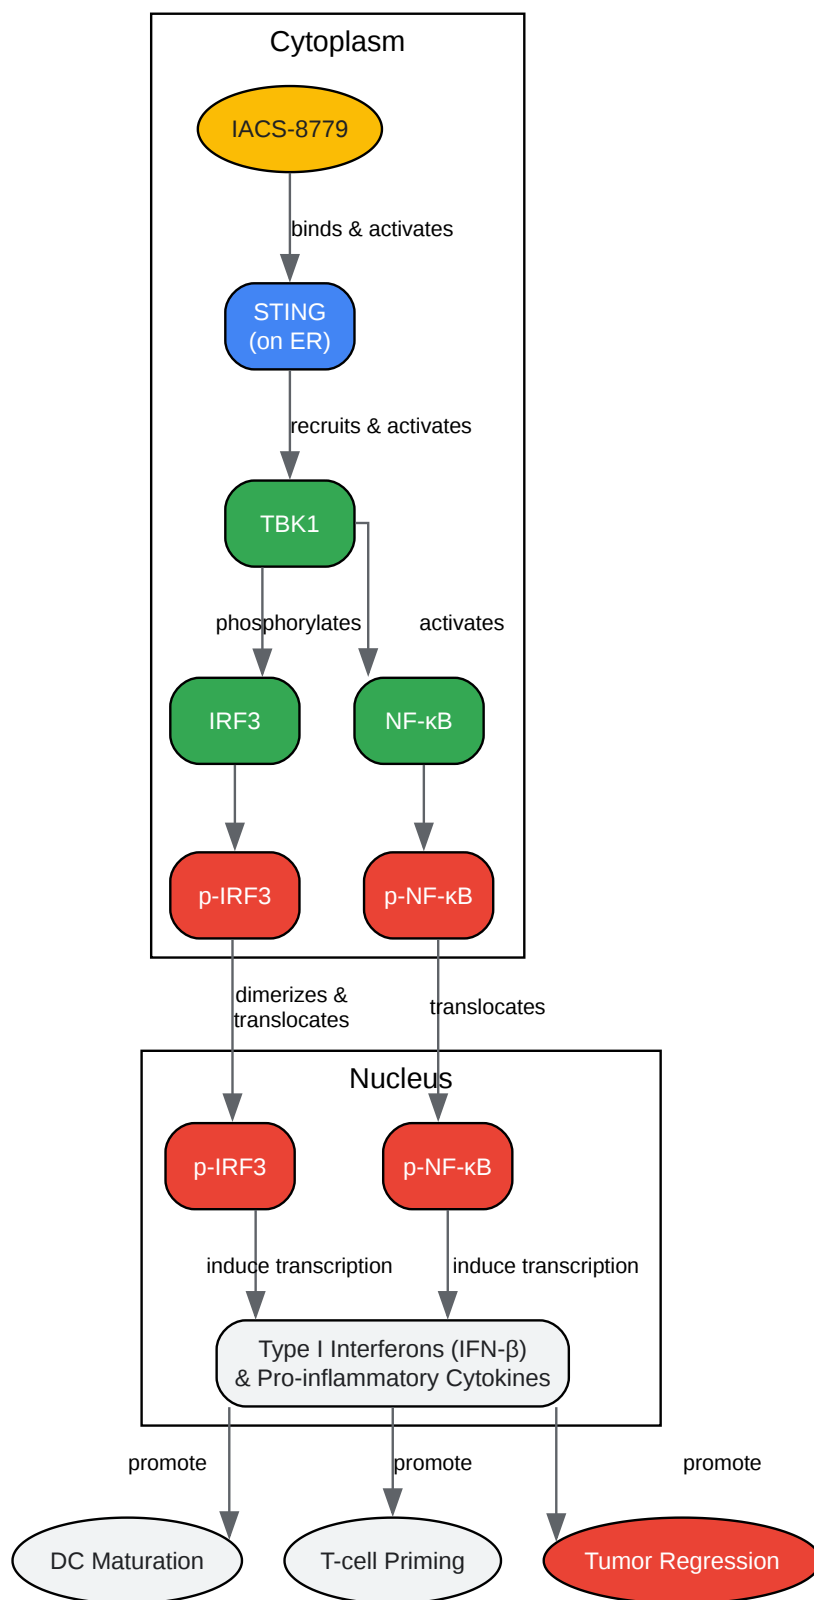 Cytoplasm
IACS-8779
binds & activates
STING
(on ER)
recruits & activates
TBK1
phosphorylates
activates
IRF3
NF-κB
p-IRF3
p-NF-κB
dimerizes &
translocates
translocates
Nucleus
p-IRF3
p-NF-κB
induce transcription
induce transcription
Type I Interferons (IFN-β)
& Pro-inflammatory Cytokines
promote
promote
promote
DC Maturation
T-cell Priming
Tumor Regression